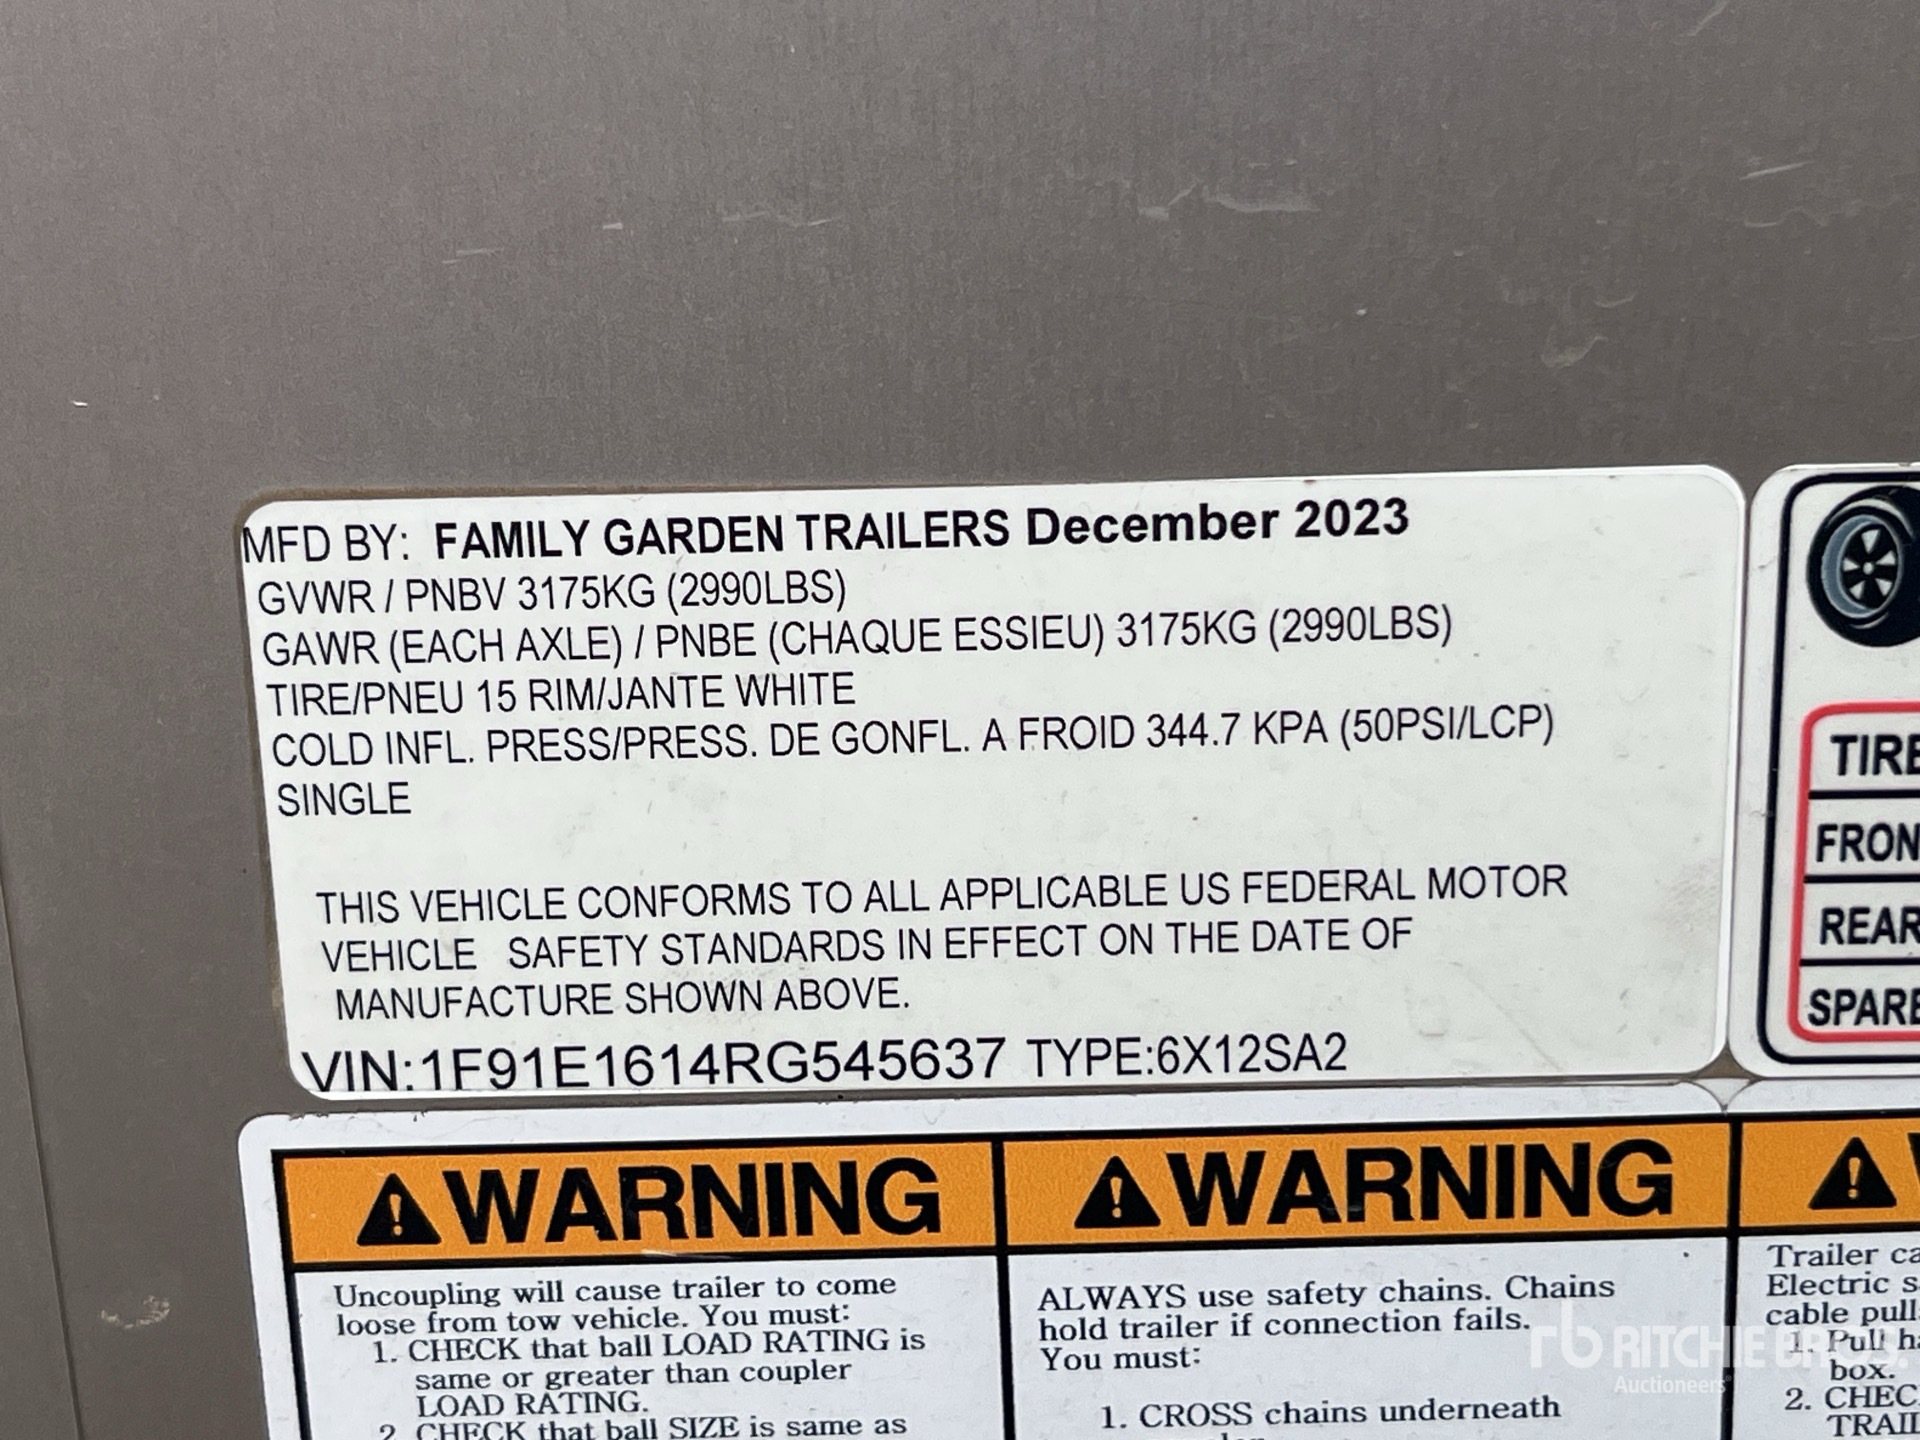 MFD BY: FAMILY GARDEN TRAILERS December 2023
GVWR / PNBV 3175KG (2990LBS)
GAWR (EACH AXLE) / PNBE (CHAQUE ESSIEU) 3175KG (2990LBS)
TIRE/PNEU 15 RIM/JANTE WHITE
COLD INFL. PRESS/PRESS. DE GONFL. A FROID 344.7 KPA (50PSI/LCP)
SINGLE
THIS VEHICLE CONFORMS TO ALL APPLICABLE US FEDERAL MOTOR
VEHICLE SAFETY STANDARDS IN EFFECT ON THE DATE OF
MANUFACTURE SHOWN ABOVE.
VIN:1F91E1614RG545637 TYPE:6X12SA2
TIRE
FRON
REAR
SPARE
WARNING
Uncoupling will cause trailer to come
loose from tow vehicle. You must:
1. CHECK that ball LOAD RATING is
same or greater than coupler
LOAD RATING.
2. CHECK that ball SIZE is same as
WARNING
ALWAYS use safety chains. Chains
hold trailer if connection fails.
You must:
1. CROSS chains underneath
Trailer ca
Electric s
cable pull
1. Pull ha
box.
2. CHEC
TRAIL
rb RITCHIE BROS.
Auctioneers